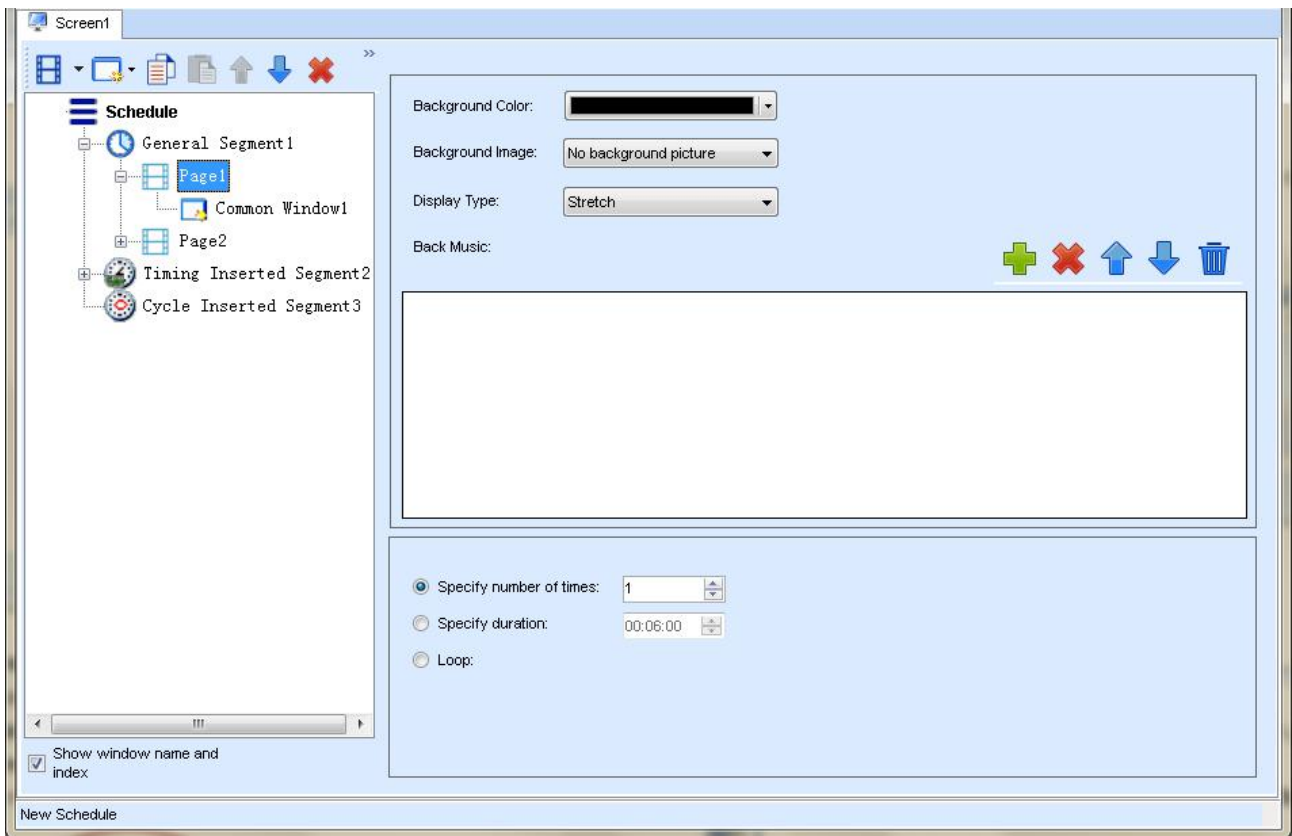 Screen1
»
Schedule
General Segment1
Page1
Common Window1
Page2
Timing Inserted Segment2
Cycle Inserted Segment3
Show window name and
index
Background Color:
Background Image:
No background picture
Display Type:
Stretch
Back Music:
Specify number of times:
1
Specify duration:
00:06:00
Loop:
New Schedule